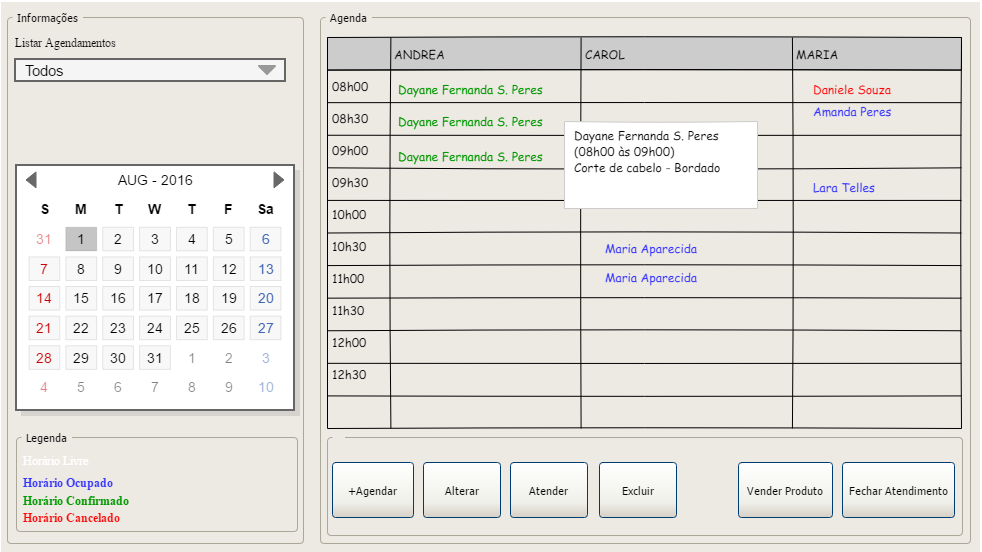 Informações
Listar Agendamentos
Todos
AUG - 2016
S M T W T F Sa
31 1 2 3 4 5 6
7 8 9 10 11 12 13
14 15 16 17 18 19 20
21 22 23 24 25 26 27
28 29 30 31 1 2 3
4 5 6 7 8 9 10
Legenda
Horário Livre
Horário Ocupado
Horário Confirmado
Horário Cancelado
Agenda
ANDREA CAROL MARIA
08h00 Dayane Fernanda S. Peres Daniele Souza
08h30 Dayane Fernanda S. Peres Amanda Peres
09h00 Dayane Fernanda S. Peres
Dayane Fernanda S. Peres
(08h00 às 09h00)
Corte de cabelo - Bordado
09h30 Lara Telles
10h00
10h30 Maria Aparecida
11h00 Maria Aparecida
11h30
12h00
12h30
+Agendar Alterar Atender Excluir Vender Produto Fechar Atendimento